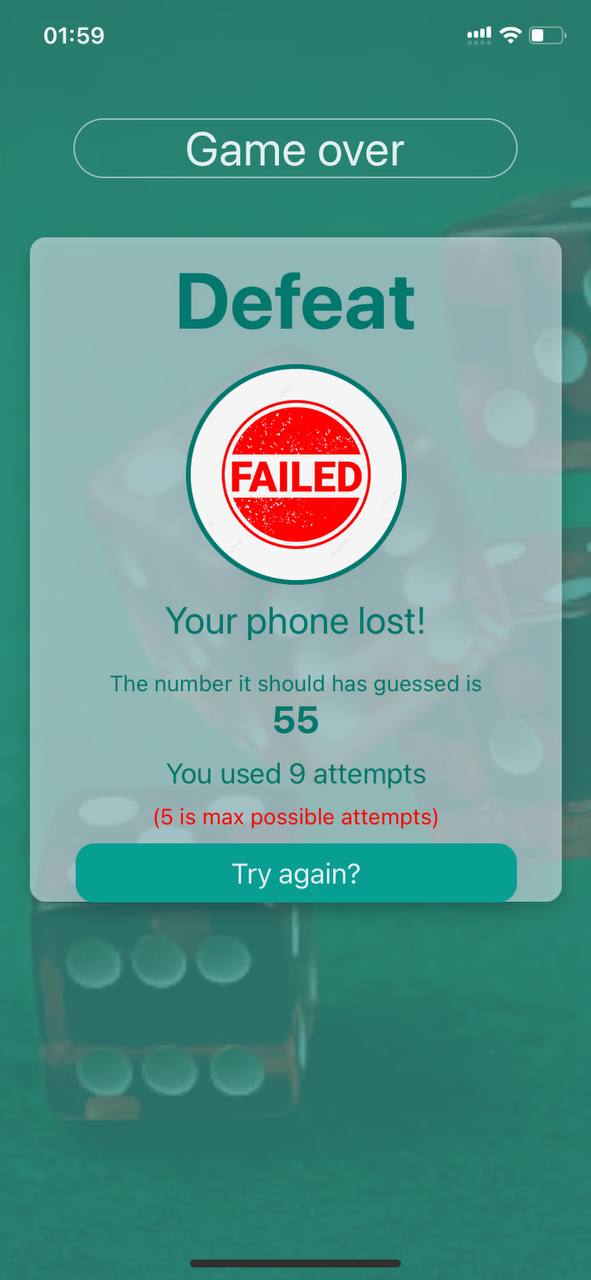 01:59
Game over
Defeat
FAILED
Your phone lost!
The number it should has guessed is
55
You used 9 attempts
(5 is max possible attempts)
Try again?